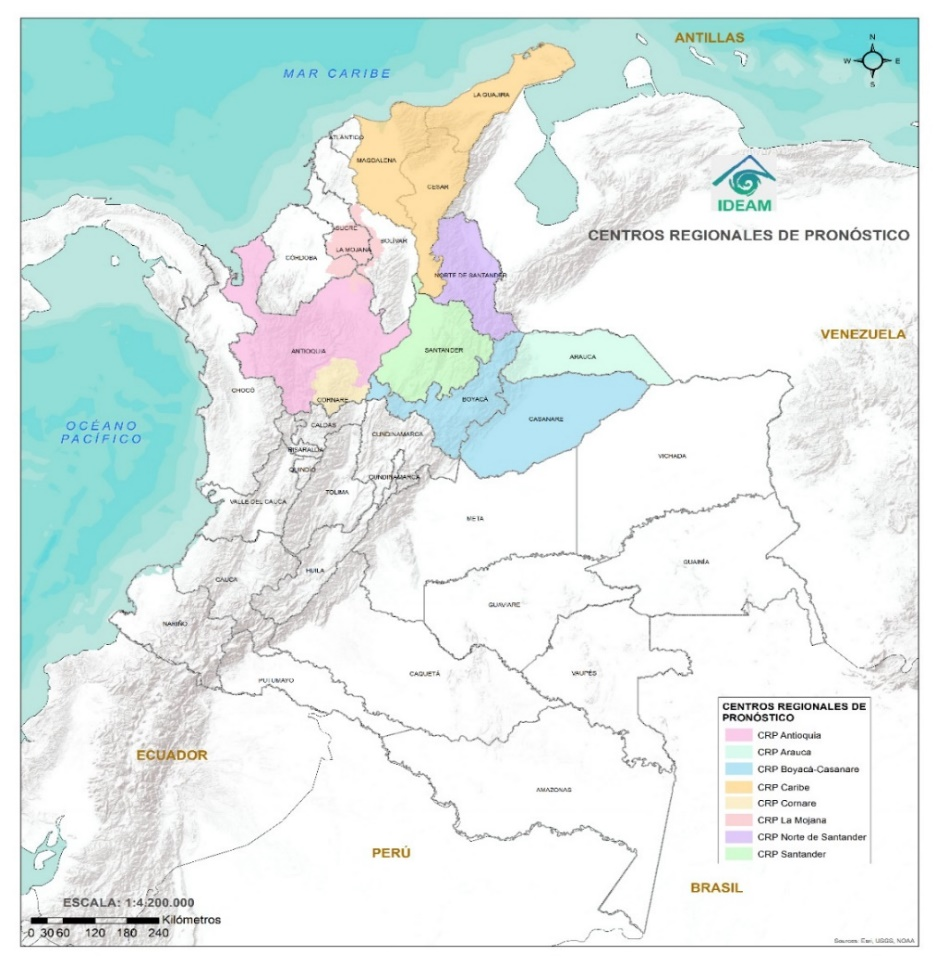 ANTILLAS
N
W E
S
MAR CARIBE
LA GUAJIRA
ATLÁNTICO
MAGDALENA
CESAR
IDEAM
CENTROS REGIONALES DE PRONÓSTICO
SUCRE
BOLÍVAR
LA MOJANA
CÓRDOBA
NORTE DE SANTANDER
VENEZUELA
ANTIOQUIA
SANTANDER
ARAUCA
CHOCÓ
CORNARE
BOYACÁ
CASANARE
OCÉANO
PACÍFICO
CALDAS
CUNDINAMARCA
RISARALDA
QUINDÍO
CUNDINAMARCA
VICHADA
TOLIMA
VALLE DEL CAUCA
META
GUAINÍA
HUILA
CAUCA
GUAVIARE
NARIÑO
CAQUETÁ
VAUPÉS
PUTUMAYO
CENTROS REGIONALES DE
PRONÓSTICO
CRP Antioquia
CRP Arauca
CRP Boyacá-Casanare
CRP Caribe
CRP Cornare
CRP La Mojana
CRP Norte de Santander
CRP Santander
ECUADOR
AMAZONAS
PERÚ
BRASIL
ESCALA: 1:4.200.000
Kilómetros
0 30 60 120 180 240
Sources: Esri, USGS, NOAA